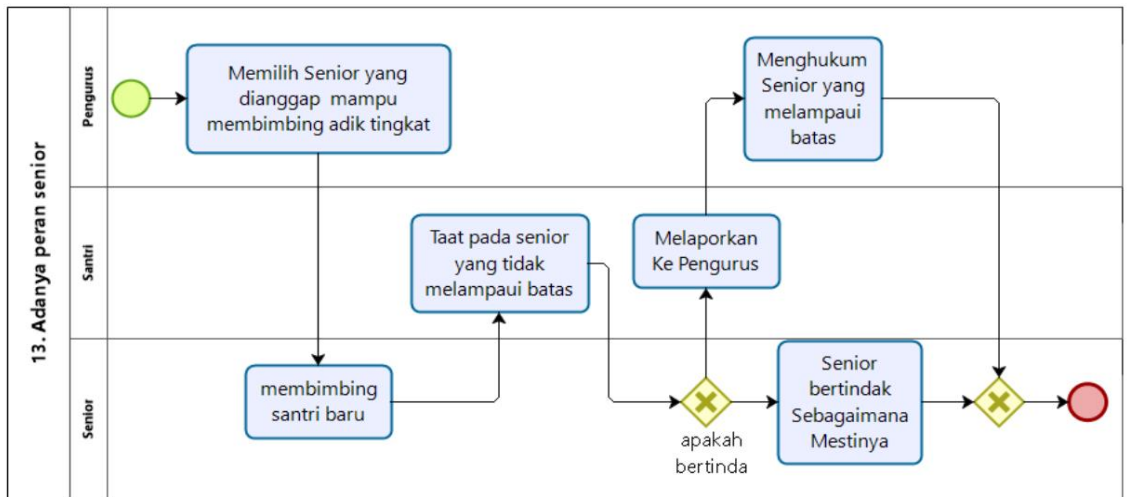 13. Adanya peran senior
Pengurus
Memilih Senior yang
dianggap mampu
membimbing adik tingkat
Menghukum
Senior yang
melampaui
batas
Santri
Taat pada senior
yang tidak
melampaui batas
Melaporkan
Ke Pengurus
Senior
membimbing
santri baru
apakah
bertinda
Senior
bertindak
Sebagaimana
Mestinya